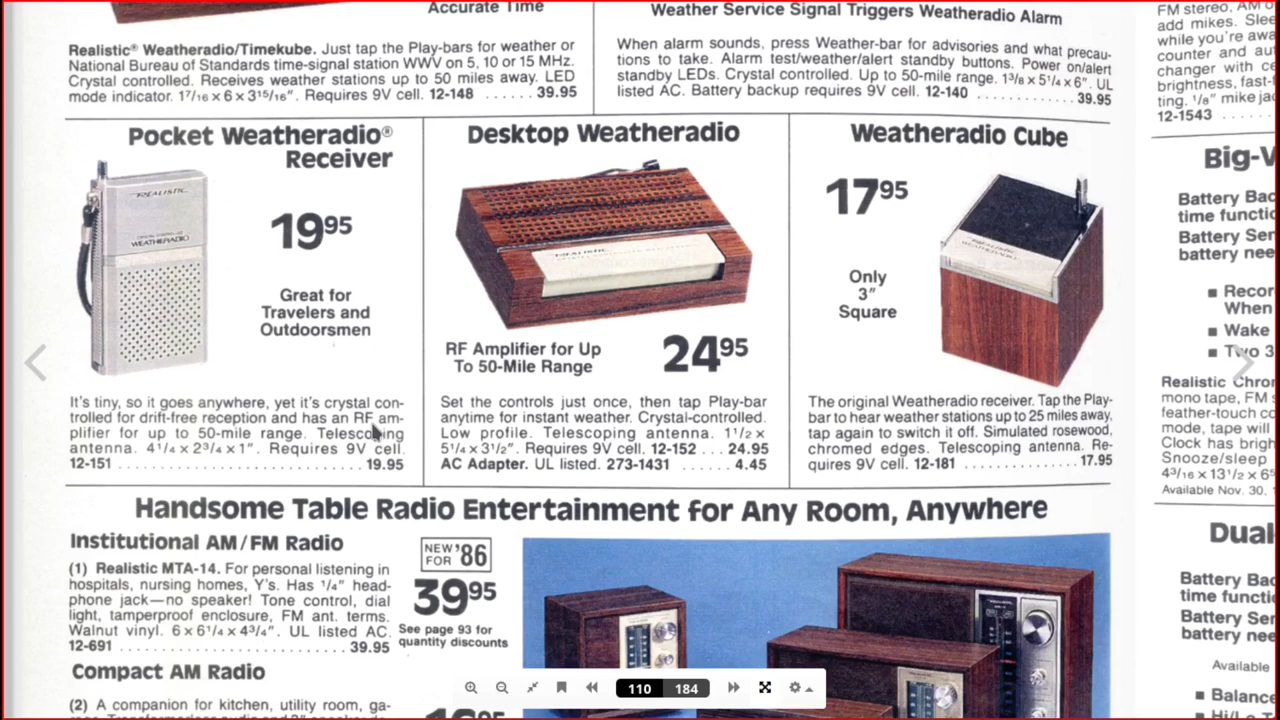 Accurate Time
Realistic® Weatheradio/Timekube. Just tap the Play-bars for weather or
National Bureau of Standards time-signal station WWV on 5, 10 or 15 MHz.
Crystal controlled. Receives weather stations up to 50 miles away. LED
mode indicator. 1⁷/₁₆ × 6 × 3¹⁵/₁₆″. Requires 9V cell. 12-148 ...... 39.95
Weather Service Signal Triggers Weatheradio Alarm
When alarm sounds, press Weather-bar for advisories and what precau-
tions to take. Alarm test/weather/alert standby buttons. Power on/alert
standby LEDs. Crystal controlled. Up to 50-mile range. 1³/₈ × 5¹/₄ × 6″. UL
listed AC. Battery backup requires 9V cell. 12-140 ............... 39.95
Pocket Weatheradio®
Receiver
REALISTIC
WEATHERADIO
19⁹⁵
Great for
Travelers and
Outdoorsmen
It's tiny, so it goes anywhere, yet it's crystal con-
trolled for drift-free reception and has an RF am-
plifier for up to 50-mile range. Telescoping
antenna. 4¹/₄ × 2³/₄ × 1″. Requires 9V cell.
12-151 ............................ 19.95
Desktop Weatheradio
REALISTIC
RF Amplifier for Up
To 50-Mile Range
24⁹⁵
Set the controls just once, then tap Play-bar
anytime for instant weather. Crystal-controlled.
Low profile. Telescoping antenna. 1¹/₂ ×
5¹/₄ × 3¹/₂″. Requires 9V cell. 12-152 ... 24.95
AC Adapter. UL listed. 273-1431 ...... 4.45
Weatheradio Cube
17⁹⁵
Only
3″
Square
Realistic
The original Weatheradio receiver. Tap the Play-
bar to hear weather stations up to 25 miles away,
tap again to switch it off. Simulated rosewood,
chromed edges. Telescoping antenna. Re-
quires 9V cell. 12-181 ............. 17.95
Handsome Table Radio Entertainment for Any Room, Anywhere
Institutional AM/FM Radio
(1) Realistic MTA-14. For personal listening in
hospitals, nursing homes, Y's. Has ¹/₄″ head-
phone jack—no speaker! Tone control, dial
light, tamperproof enclosure, FM ant. terms.
Walnut vinyl. 6 × 6¹/₄ × 4³/₄″. UL listed AC.
12-691 ........................ 39.95
NEW FOR '86
39⁹⁵
See page 93 for
quantity discounts
Compact AM Radio
(2) A companion for kitchen, utility room, ga-
FM stereo, AM
add mikes.
while you're awa
counter and au
changer with ce
brightness, fast-
ting. ¹/₈″ mike jac
12-1543 .....
Big-V
Battery Bac
time functio
Battery Sen
battery nee
■ Recor
When
■ Wake
■ Two 3
Realistic Chron
mono tape, FM s
feather-touch co
mode, tape will
Clock has brigh
Snooze/sleep
4³/₁₆ × 13¹/₂ × 6
Available Nov. 30,
Dual
Battery Bac
time functi
Battery Sen
battery nee
Available
■ Balance
110 184